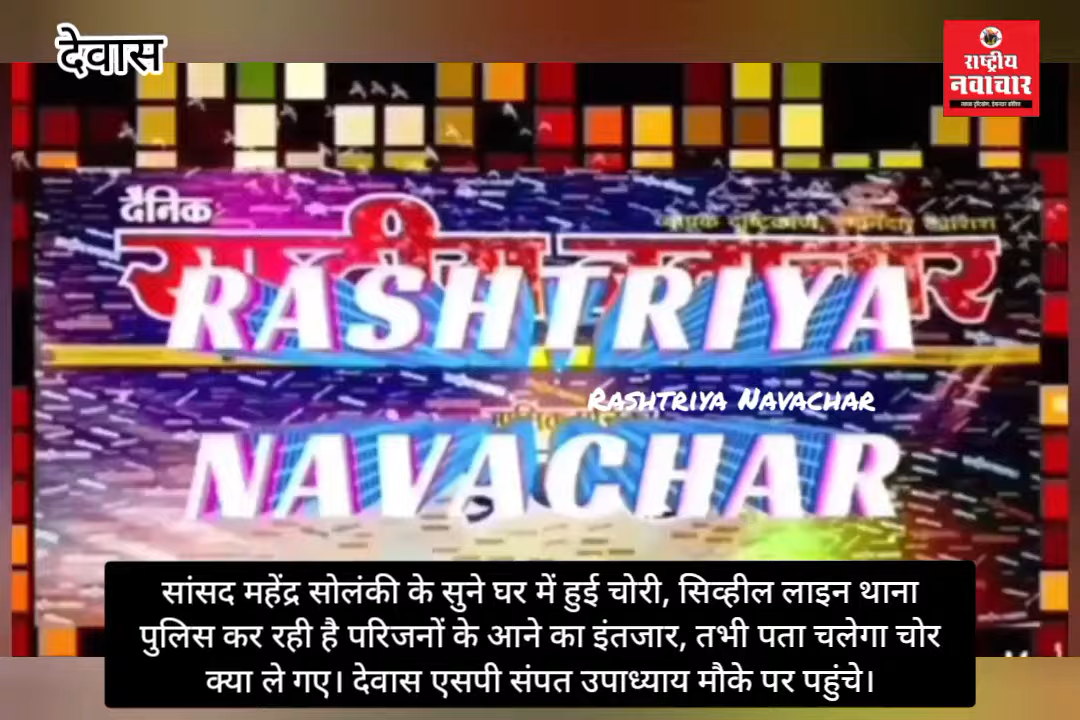 देवास
राष्ट्रीय
नवाचार
दैनिक
RASHTRIYA
Rashtriya Navachar
NAVACHAR
सांसद महेंद्र सोलंकी के सुने घर में हुई चोरी, सिव्हील लाइन थाना
पुलिस कर रही है परिजनों के आने का इंतजार, तभी पता चलेगा चोर
क्या ले गए। देवास एसपी संपत उपाध्याय मौके पर पहुंचे।